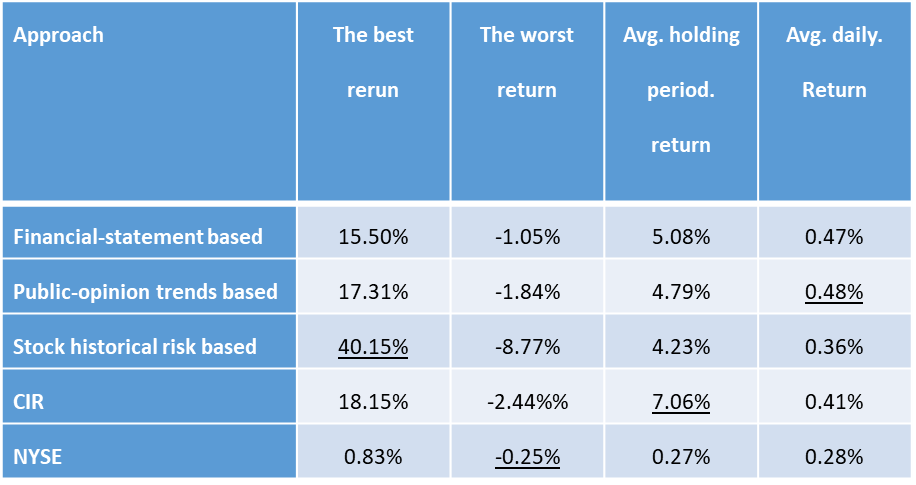 Approach The best rerun The worst return Avg. holding period. return Avg. daily. Return
Financial-statement based 15.50% -1.05% 5.08% 0.47%
Public-opinion trends based 17.31% -1.84% 4.79% 0.48%
Stock historical risk based 40.15% -8.77% 4.23% 0.36%
CIR 18.15% -2.44%% 7.06% 0.41%
NYSE 0.83% -0.25% 0.27% 0.28%